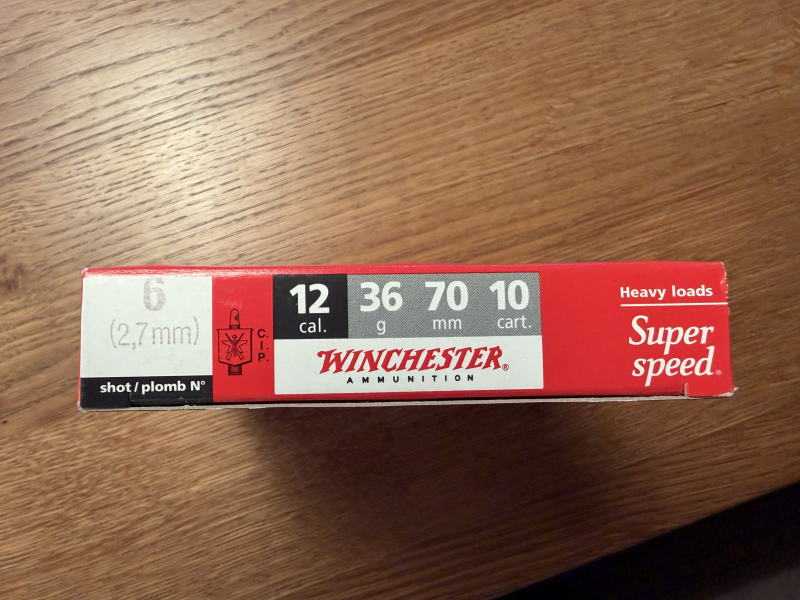 6
(2,7mm)
shot/plomb N°
C.
I.
P.
12 36 70 10
cal. g mm cart.
WINCHESTER®
AMMUNITION
Heavy loads
Super
speed®